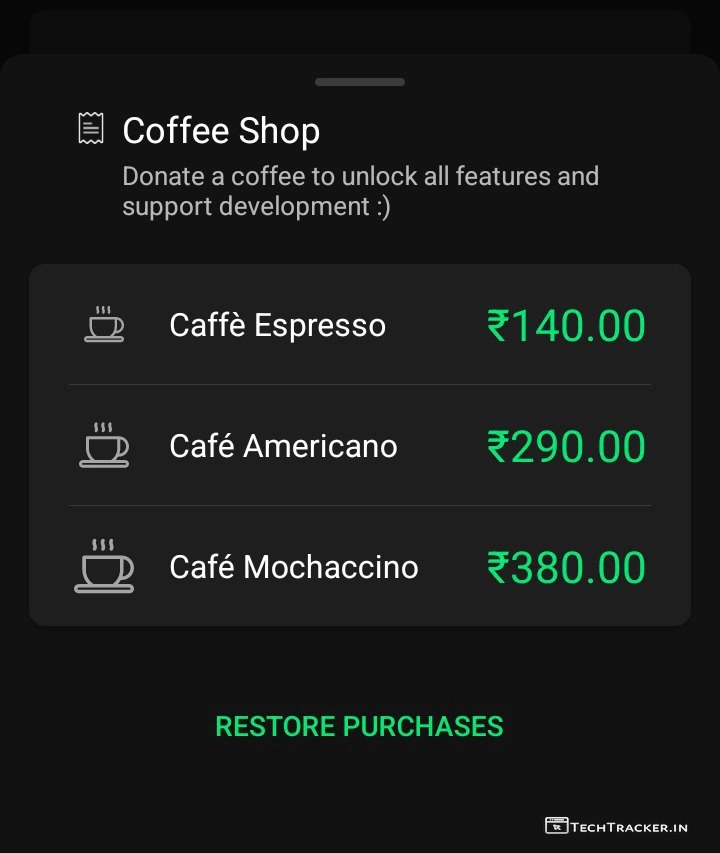 Coffee Shop
Donate a coffee to unlock all features and
support development :)
Caffè Espresso ₹140.00
Café Americano ₹290.00
Café Mochaccino ₹380.00
RESTORE PURCHASES
TECHTRACKER.IN